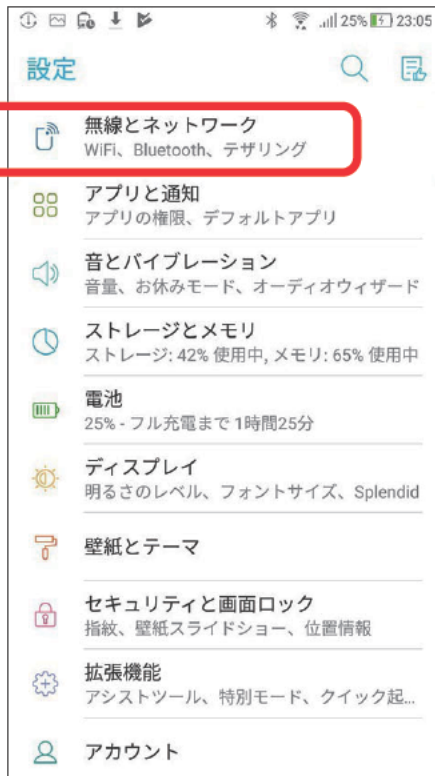 25% 23:05
設定
無線とネットワーク
WiFi、Bluetooth、テザリング
アプリと通知
アプリの権限、デフォルトアプリ
音とバイブレーション
音量、お休みモード、オーディオウィザード
ストレージとメモリ
ストレージ: 42% 使用中, メモリ: 65% 使用中
電池
25% - フル充電まで 1時間25分
ディスプレイ
明るさのレベル、フォントサイズ、Splendid
壁紙とテーマ
セキュリティと画面ロック
指紋、壁紙スライドショー、位置情報
拡張機能
アシストツール、特別モード、クイック起...
アカウント